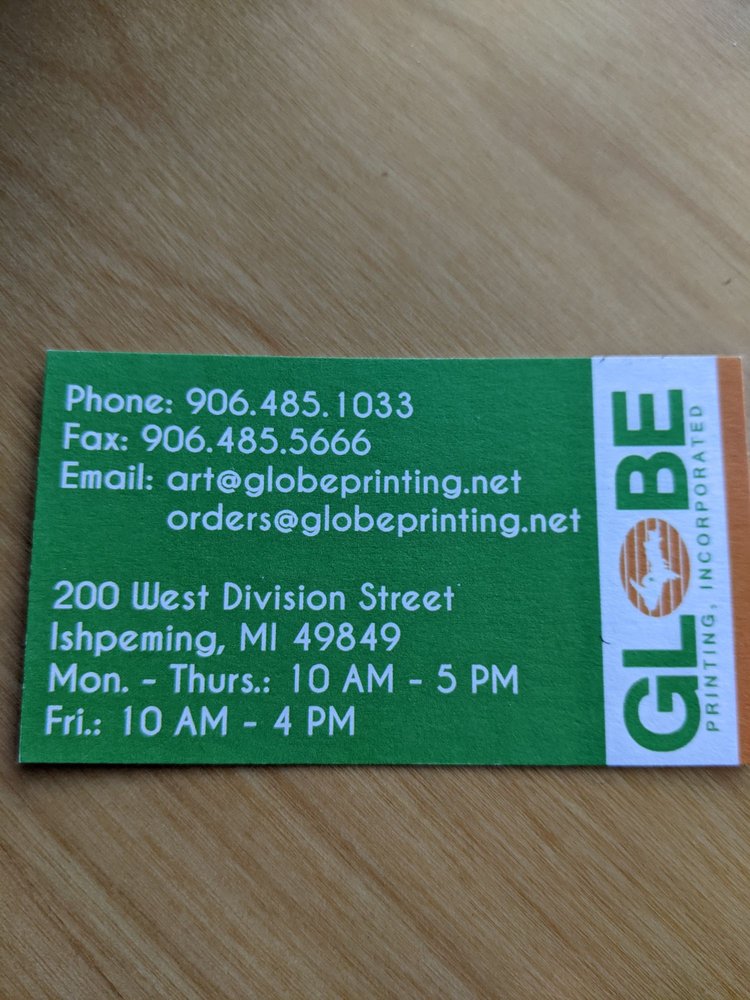 Phone: 906.485.1033
Fax: 906.485.5666
Email: art@globeprinting.net
orders@globeprinting.net
200 West Division Street
Ishpeming, MI 49849
Mon. - Thurs.: 10 AM - 5 PM
Fri.: 10 AM - 4 PM
GLOBE
PRINTING, INCORPORATED